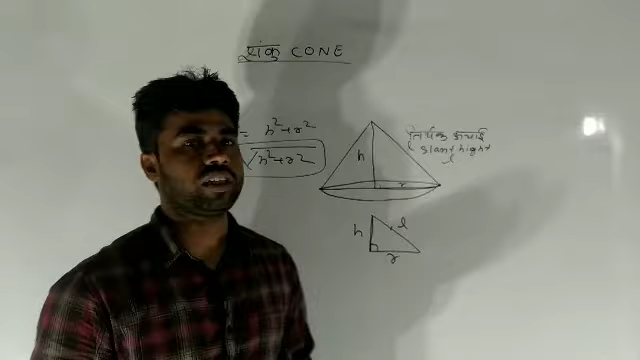 शंकु CONE
= h²+r²
√h²+r²
h
r
तिर्यक ऊंचाई
slant hight
l
h
l
r